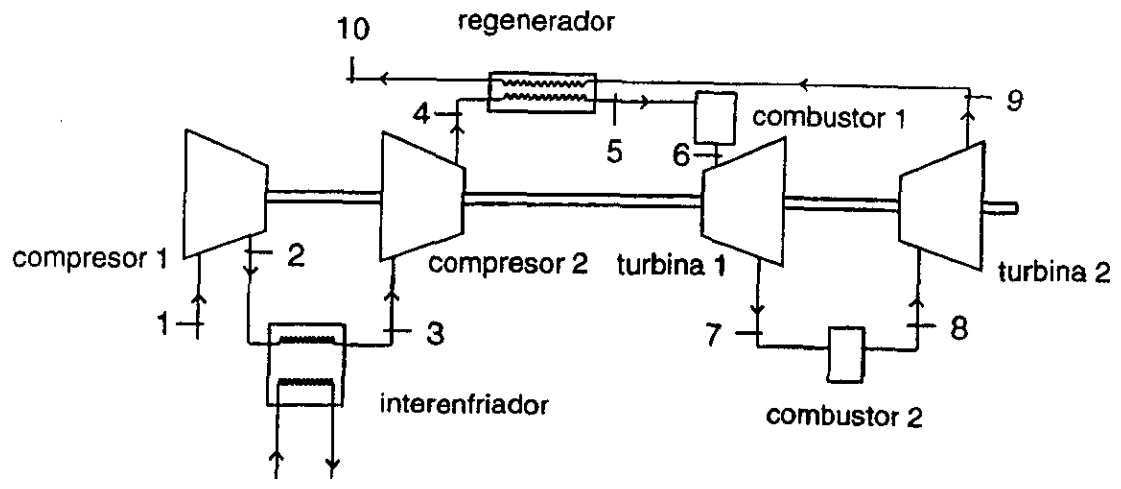 regenerador
10
9
4
5
combustor 1
6
compresor 1
2
compresor 2
turbina 1
turbina 2
1
3
7
8
interenfriador
combustor 2